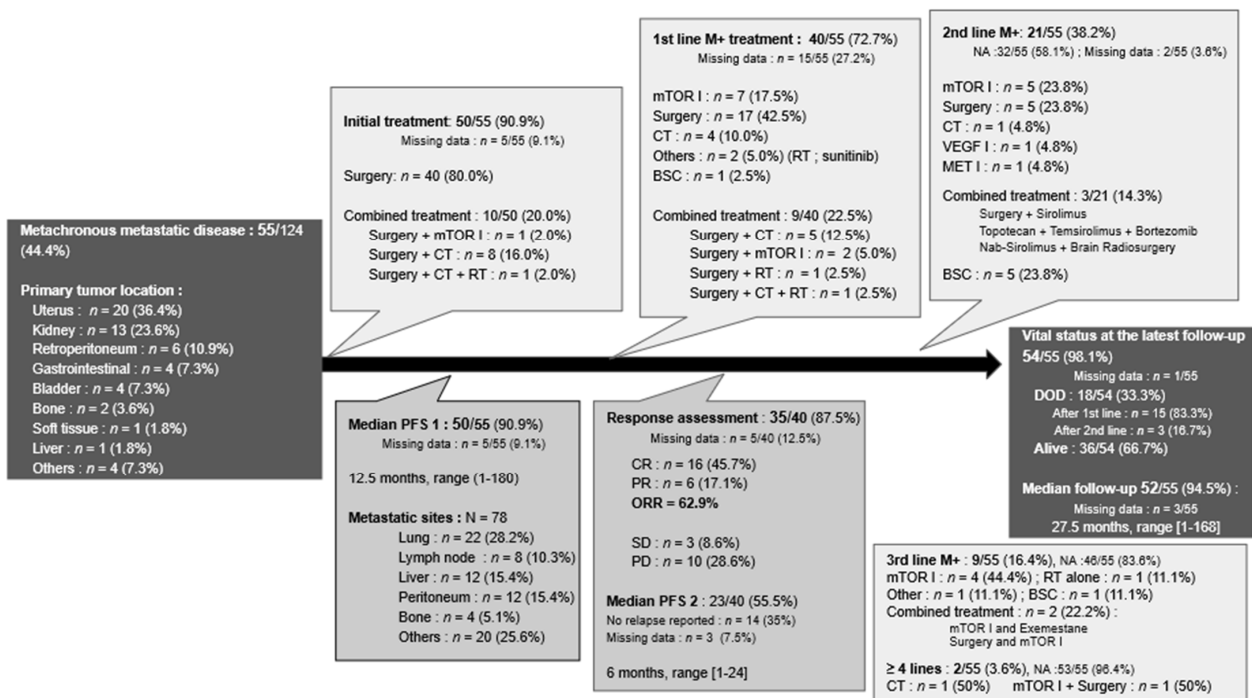 Metachronous metastatic disease : 55/124
(44.4%)
Primary tumor location :
Uterus : n = 20 (36.4%)
Kidney : n = 13 (23.6%)
Retroperitoneum : n = 6 (10.9%)
Gastrointestinal : n = 4 (7.3%)
Bladder : n = 4 (7.3%)
Bone : n = 2 (3.6%)
Soft tissue : n = 1 (1.8%)
Liver : n = 1 (1.8%)
Others : n = 4 (7.3%)
Initial treatment: 50/55 (90.9%)
Missing data : n = 5/55 (9.1%)
Surgery: n = 40 (80.0%)
Combined treatment : 10/50 (20.0%)
Surgery + mTOR I : n = 1 (2.0%)
Surgery + CT : n = 8 (16.0%)
Surgery + CT + RT : n = 1 (2.0%)
Median PFS 1 : 50/55 (90.9%)
Missing data : n = 5/55 (9.1%)
12.5 months, range (1-180)
Metastatic sites : N = 78
Lung : n = 22 (28.2%)
Lymph node : n = 8 (10.3%)
Liver : n = 12 (15.4%)
Peritoneum : n = 12 (15.4%)
Bone : n = 4 (5.1%)
Others : n = 20 (25.6%)
1st line M+ treatment : 40/55 (72.7%)
Missing data : n = 15/55 (27.2%)
mTOR I : n = 7 (17.5%)
Surgery : n = 17 (42.5%)
CT : n = 4 (10.0%)
Others : n = 2 (5.0%) (RT ; sunitinib)
BSC : n = 1 (2.5%)
Combined treatment : 9/40 (22.5%)
Surgery + CT : n = 5 (12.5%)
Surgery + mTOR I : n = 2 (5.0%)
Surgery + RT : n = 1 (2.5%)
Surgery + CT + RT : n = 1 (2.5%)
Response assessment : 35/40 (87.5%)
Missing data : n = 5/40 (12.5%)
CR : n = 16 (45.7%)
PR : n = 6 (17.1%)
ORR = 62.9%
SD : n = 3 (8.6%)
PD : n = 10 (28.6%)
Median PFS 2 : 23/40 (55.5%)
No relapse reported : n = 14 (35%)
Missing data : n = 3 (7.5%)
6 months, range [1-24]
2nd line M+: 21/55 (38.2%)
NA :32/55 (58.1%) ; Missing data : 2/55 (3.6%)
mTOR I : n = 5 (23.8%)
Surgery : n = 5 (23.8%)
CT : n = 1 (4.8%)
VEGF I : n = 1 (4.8%)
MET I : n = 1 (4.8%)
Combined treatment : 3/21 (14.3%)
Surgery + Sirolimus
Topotecan + Temsirolimus + Bortezomib
Nab-Sirolimus + Brain Radiosurgery
BSC : n = 5 (23.8%)
Vital status at the latest follow-up
54/55 (98.1%)
Missing data : n = 1/55
DOD : 18/54 (33.3%)
After 1st line : n = 15 (83.3%)
After 2nd line : n = 3 (16.7%)
Alive : 36/54 (66.7%)
Median follow-up 52/55 (94.5%) :
Missing data : n = 3/55
27.5 months, range [1-168]
3rd line M+ : 9/55 (16.4%), NA :46/55 (83.6%)
mTOR I : n = 4 (44.4%) ; RT alone : n = 1 (11.1%)
Other : n = 1 (11.1%) ; BSC : n = 1 (11.1%)
Combined treatment : n = 2 (22.2%) :
mTOR I and Exemestane
Surgery and mTOR I
≥ 4 lines : 2/55 (3.6%), NA :53/55 (96.4%)
CT : n = 1 (50%) mTOR I + Surgery : n = 1 (50%)